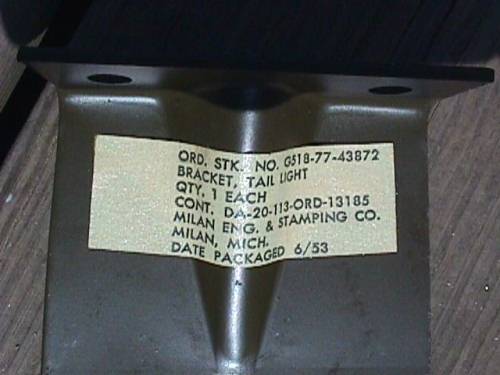 ORD. STK. NO. G518-77-43872
BRACKET, TAIL LIGHT
QTY. 1 EACH
CONT. DA-20-113-ORD-13185
MILAN ENG. & STAMPING CO.
MILAN, MICH.
DATE PACKAGED 6/53